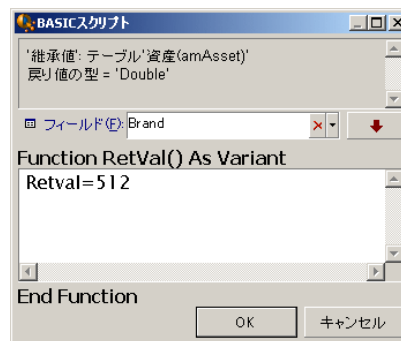 BASICスクリプト
'継承値': テーブル'資産(amAsset)'
戻り値の型 = 'Double'
フィールド(F): Brand
Function RetVal() As Variant
Retval=512
End Function
OK キャンセル